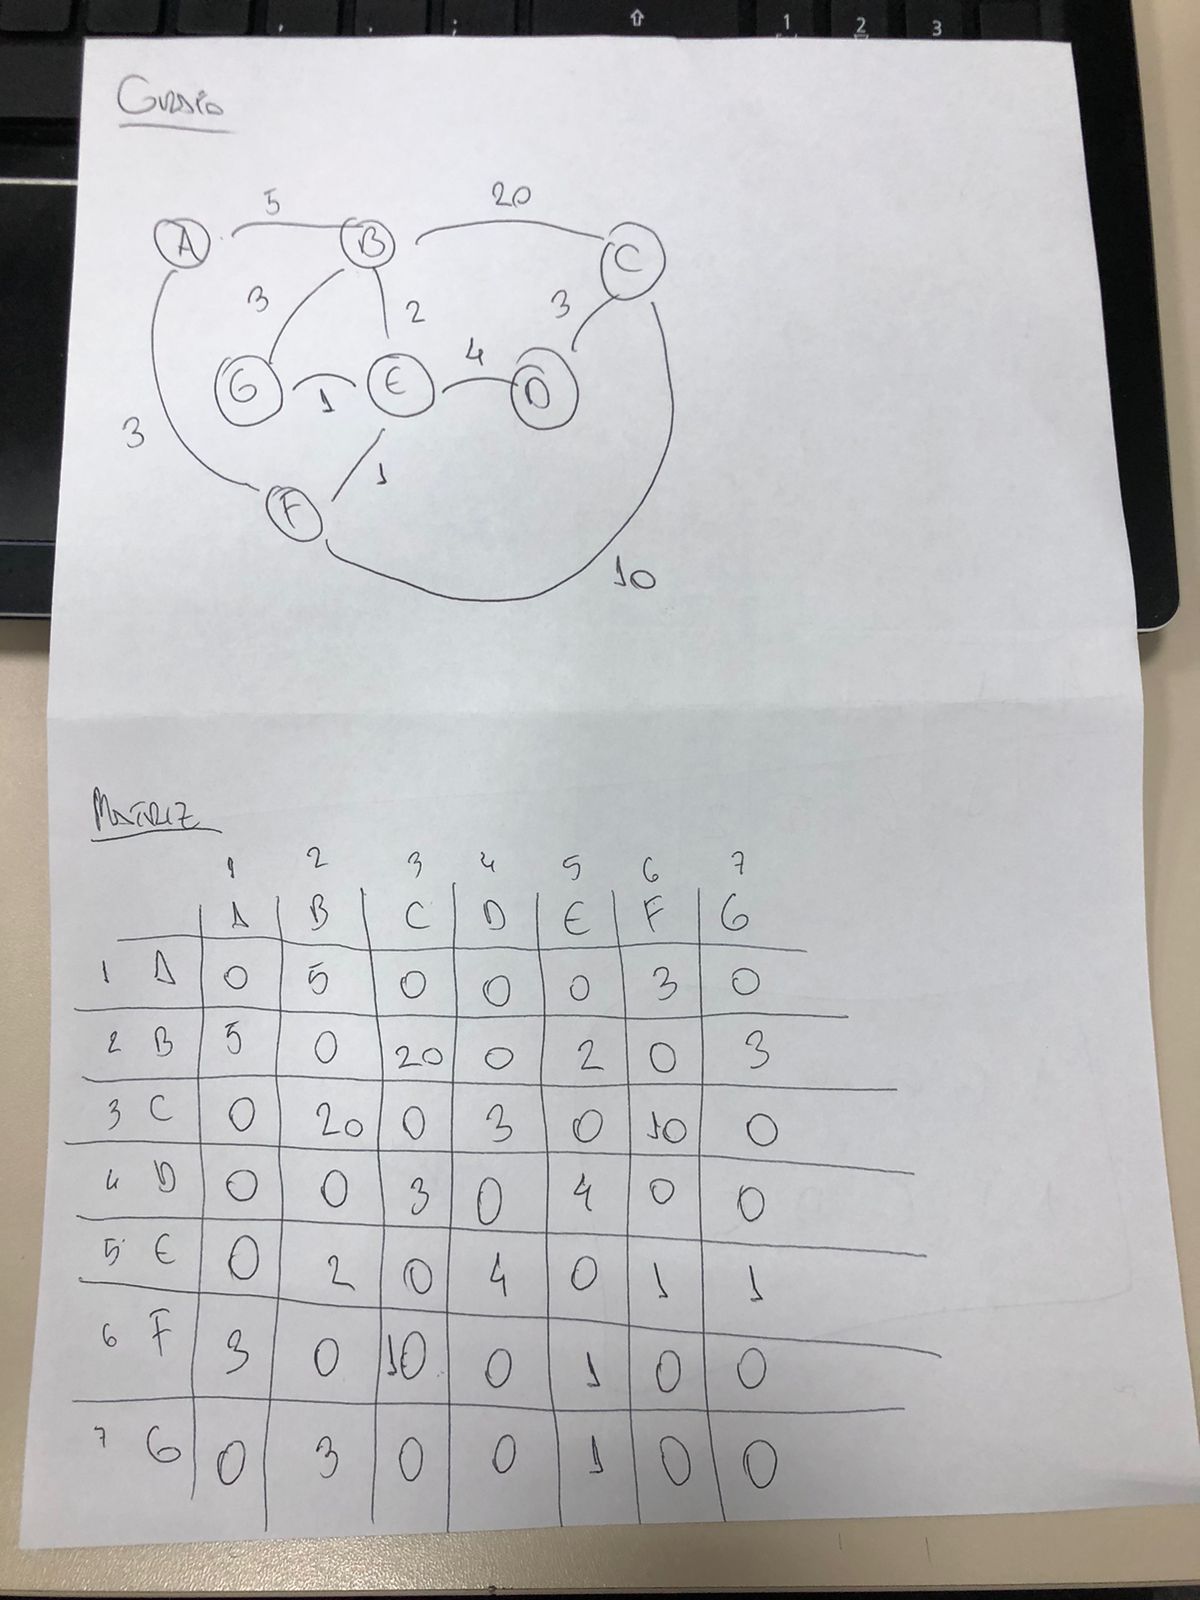 1 2 3
Grafo
5 20
A B C
3 2 3
4
G E D
1
3
1
F
10
Matriz
1 2 3 4 5 6 7
A B C D E F G
1 A 0 5 0 0 0 3 0
2 B 5 0 20 0 2 0 3
3 C 0 20 0 3 0 10 0
4 D 0 0 3 0 4 0 0
5 E 0 2 0 4 0 1 1
6 F 3 0 10 0 1 0 0
7 G 0 3 0 0 1 0 0